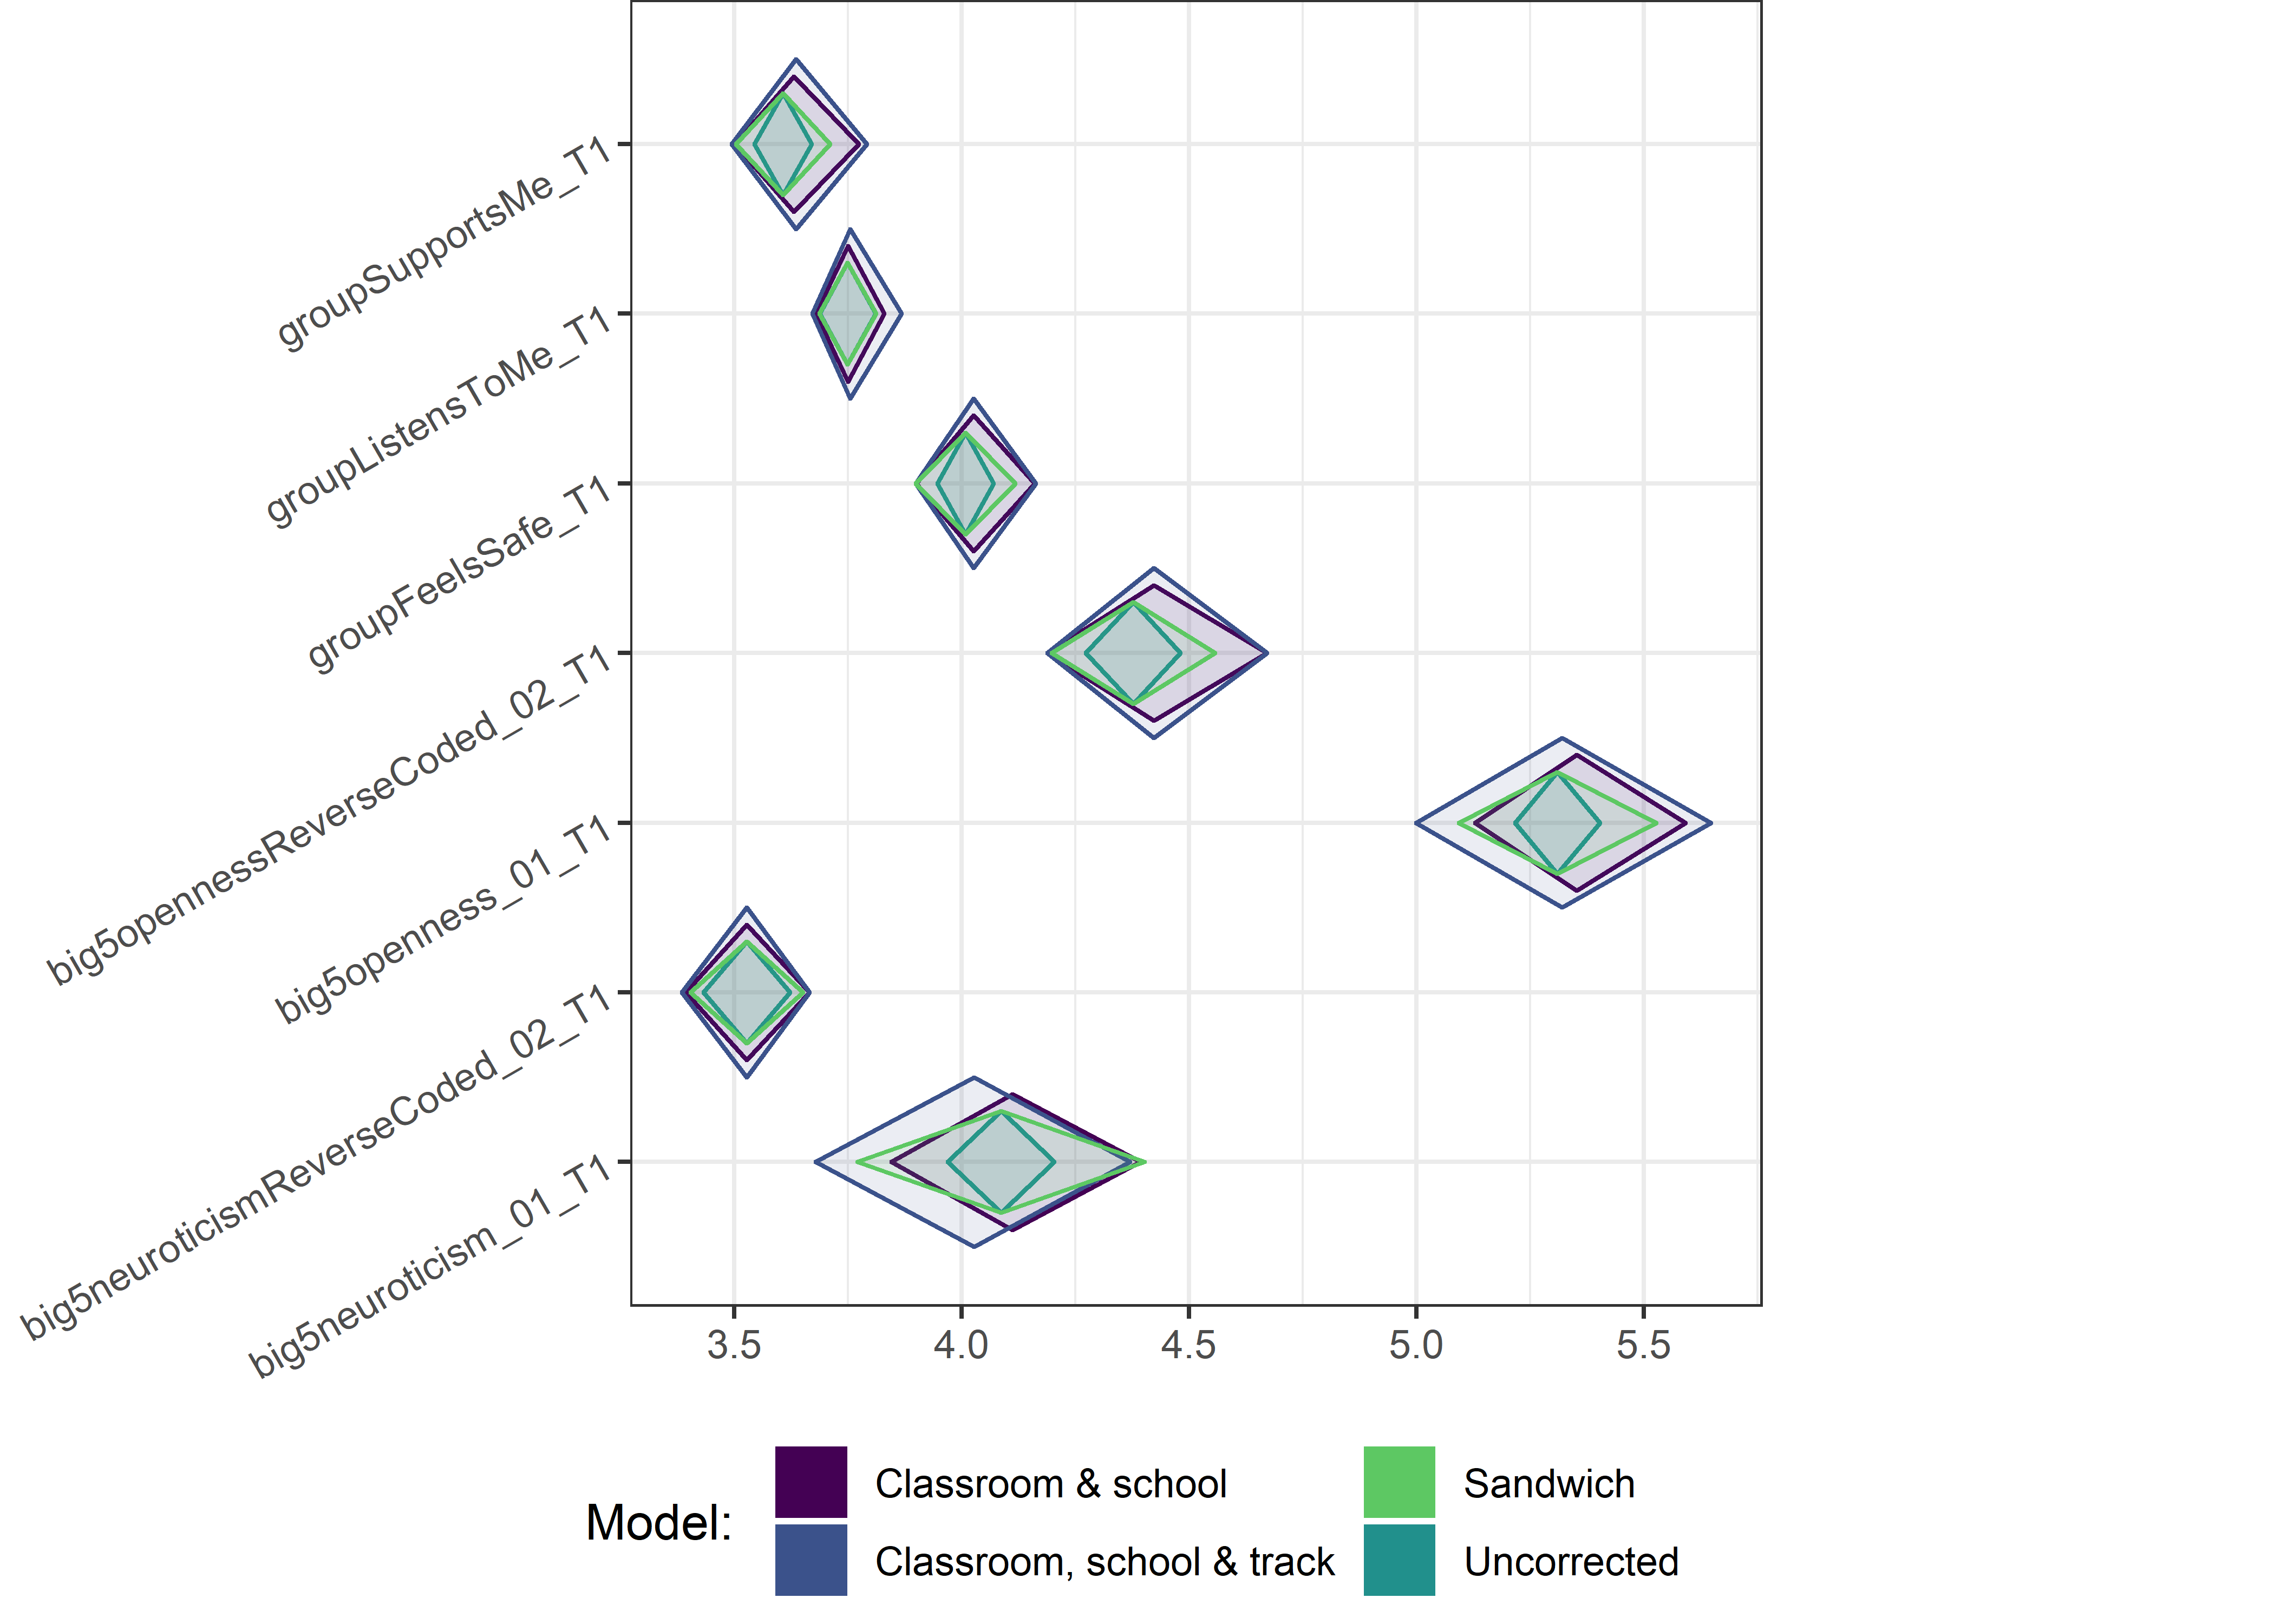 groupSupportsMe_T1
groupListensToMe_T1
groupFeelsSafe_T1
big5opennessReverseCoded_02_T1
big5openness_01_T1
big5neuroticismReverseCoded_02_T1
big5neuroticism_01_T1
3.5 4.0 4.5 5.0 5.5
Model:
Classroom & school
Classroom, school & track
Sandwich
Uncorrected